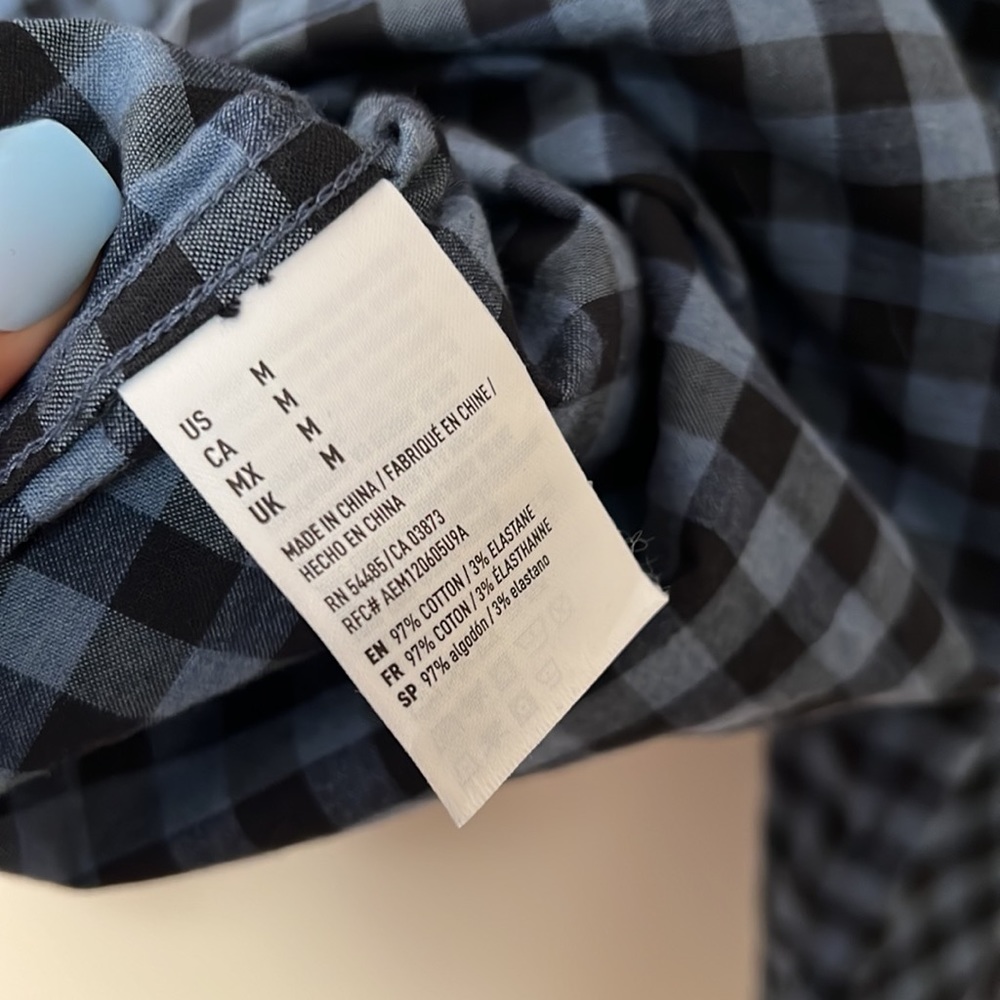 US M
CA M
MX M
UK M
MADE IN CHINA / FABRIQUÉ EN CHINE /
HECHO EN CHINA
RN 54485 / CA 03873
RFC# AEM120605U9A
EN 97% COTTON / 3% ELASTANE
FR 97% COTON / 3% ÉLASTHANNE
SP 97% algodón / 3% elastano